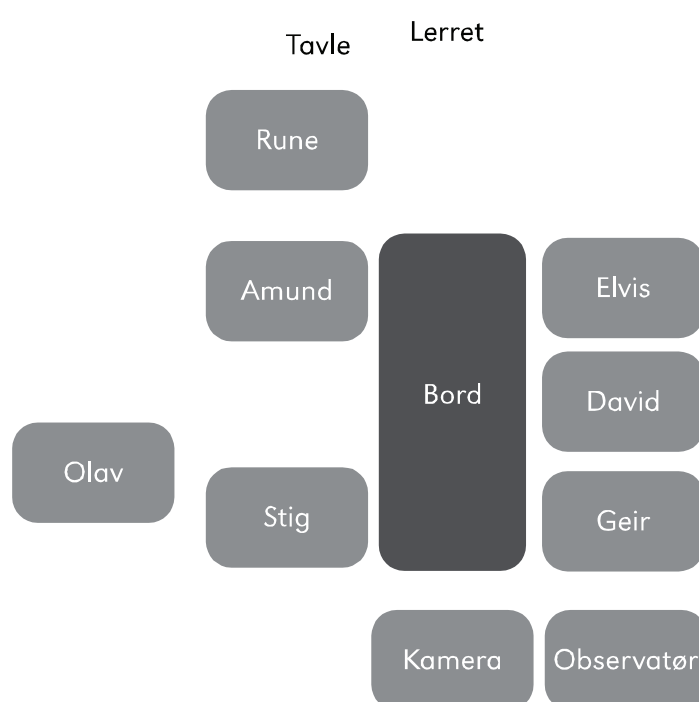 Tavle
Lerret
Rune
Amund
Elvis
Bord
David
Olav
Stig
Geir
Kamera
Observatør